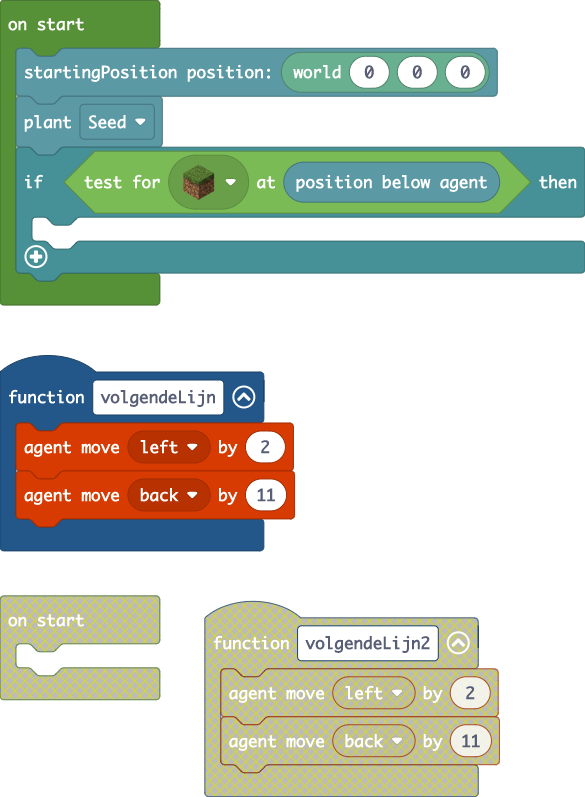 on start
startingPosition position: world 0 0 0
plant Seed
if test for at position below agent then
function volgendeLijn
agent move left by 2
agent move back by 11
on start
function volgendeLijn2
agent move left by 2
agent move back by 11